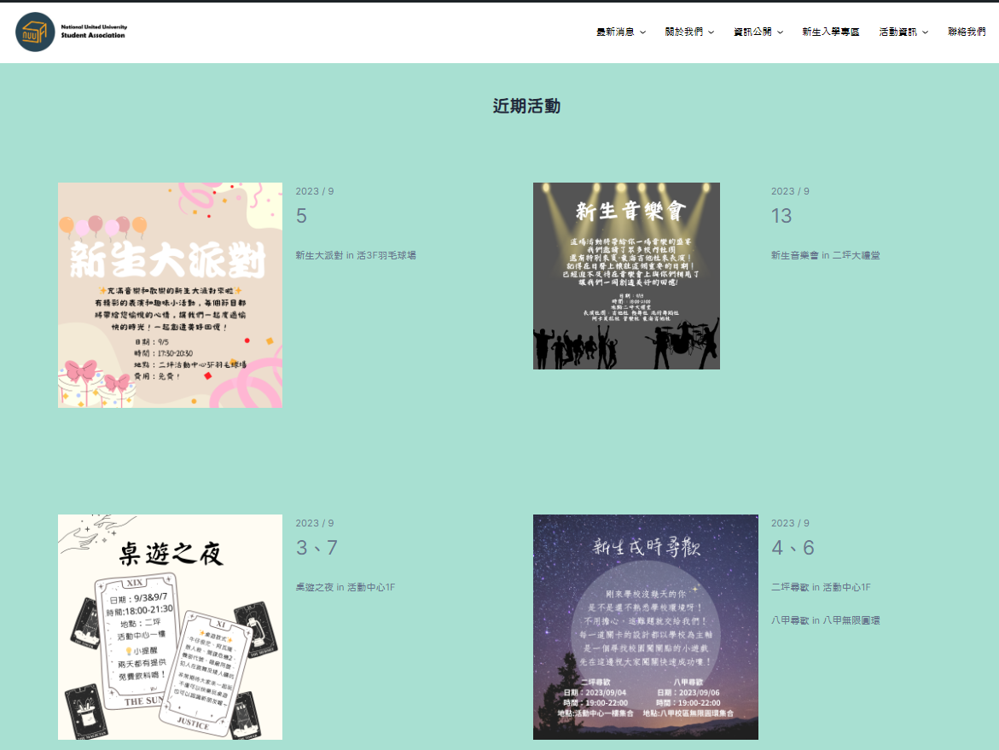 National United University
Student Association
最新消息
關於我們
資訊公開
新生入學專區
活動資訊
聯絡我們
近期活動
新生大派對
✨充滿音樂和歡樂的新生大派對來啦✨
有精彩的表演和趣味小活動，每個節目都
將帶給您愉悅的心情，讓我們一起度過愉
快的時光！一起創造美好回憶！
日期：9/5
時間：17:30-20:30
地點：二坪活動中心3F羽毛球場
費用：免費！
2023 / 9
5
新生大派對 in 活3F羽毛球場
新生音樂會
這場活動將帶給你一場音樂的盛宴
我們邀請了眾多校內社團
還有特別來賓-東海吉他社來表演！
記得在日曆上標註這個重要的日期！
已經迫不及待在音樂會上與你們相見了
讓我們一同創造美好的回憶!
日期：9/13
地點:二坪大禮堂
2023 / 9
13
新生音樂會 in 二坪大禮堂
桌遊之夜
XIX
日期：9/3&9/7
時間:18:00-21:30
地點：二坪
活動中心一樓
💡小提醒
兩天都有提供
免費飲料唷！
THE SUN
XI
✨桌遊款式✨
JUSTICE
2023 / 9
3、7
桌遊之夜 in 活動中心1F
新生戌時尋歡
剛來學校沒幾天的你
是不是還不熟悉學校環境呀！
不用擔心，這難題就交給我們！
每一道關卡的設計都以學校為主軸
是一個尋找校園闖關點的小遊戲
先在這邊祝大家闖關快速成功嘍！
二坪尋歡
日期：2023/09/04
時間：19:00-22:00
地點:活動中心一樓集合
八甲尋歡
日期：2023/09/06
時間：19:00-22:00
地點:八甲校區無限圓環集合
2023 / 9
4、6
二坪尋歡 in 活動中心1F
八甲尋歡 in 八甲無限圓環